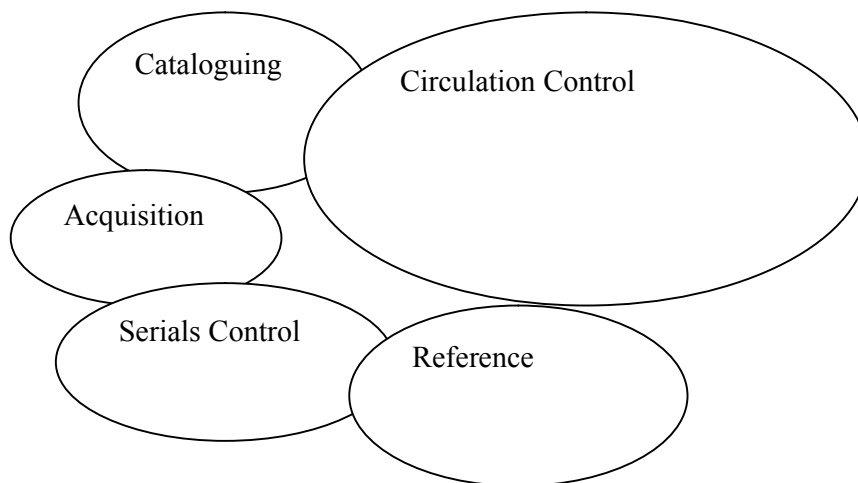 Cataloguing
Circulation Control
Acquisition
Serials Control
Reference